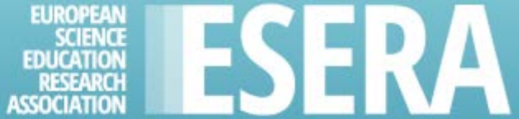 EUROPEAN
SCIENCE
EDUCATION
RESEARCH
ASSOCIATION
ESERA